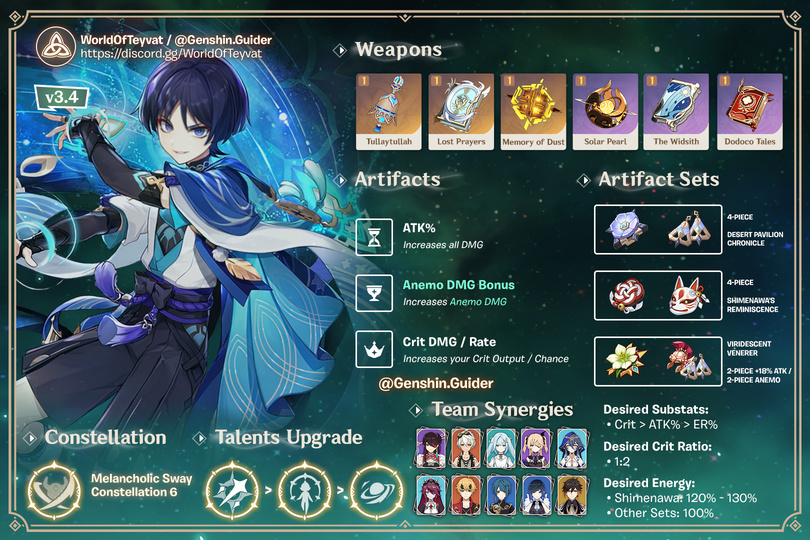 WorldOfTeyvat / @Genshin.Guider
https://discord.gg/WorldOfTeyvat
v3.4
Weapons
1
1
1
1
1
1
Tullaytullah
Lost Prayers
Memory of Dust
Solar Pearl
The Widsith
Dodoco Tales
Artifacts
ATK%
Increases all DMG
Anemo DMG Bonus
Increases Anemo DMG
Crit DMG / Rate
Increases your Crit Output / Chance
@Genshin.Guider
Artifact Sets
4-PIECE
DESERT PAVILION
CHRONICLE
4-PIECE
SHIMENAWA'S
REMINISCENCE
VIRIDESCENT
VENERER
2-PIECE +18% ATK /
2-PIECE ANEMO
Constellation
Melancholic Sway
Constellation 6
Talents Upgrade
>
>
Team Synergies
Desired Substats:
• Crit > ATK% > ER%
Desired Crit Ratio:
• 1:2
Desired Energy:
• Shimenawa: 120% - 130%
• Other Sets: 100%